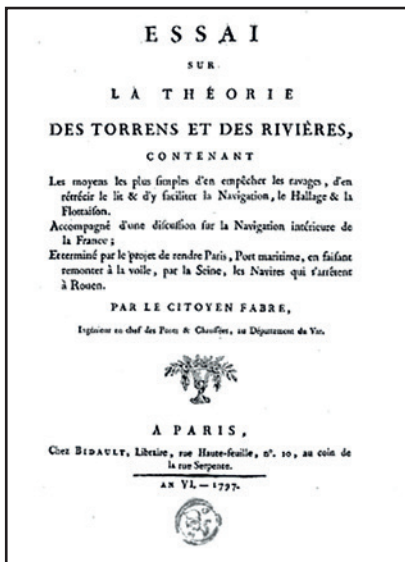 ESSAI
SUR
LA THÉORIE
DES TORRENS ET DES RIVIÈRES,
CONTENANT
Les moyens les plus simples d'en empêcher les ravages, d'en
rétrécir le lit & d'y faciliter la Navigation, le Hallage & la
Flottaison.
Accompagné d'une discussion sur la Navigation intérieure de
la France ;
Et terminé par le projet de rendre Paris, Port maritime, en faisant
remonter à la voile, par la Seine, les Navires qui s'arrêtent
à Rouen.
PAR LE CITOYEN FABRE,
Ingénieur en chef des Ponts & Chaussées, au Département du Var.
A PARIS,
Chez BIDAULT, Libraire, rue Haute-feuille, n°. 10, au coin de
la rue Serpente.
AN VI. — 1797.